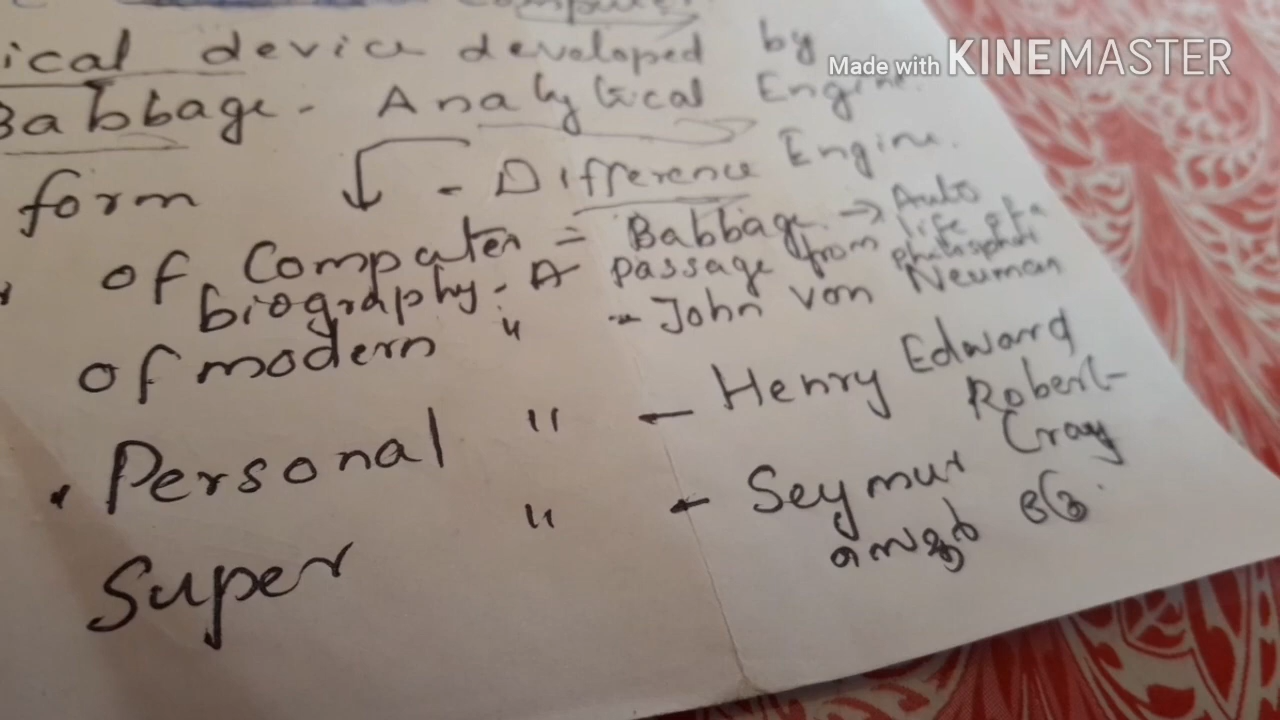 ical device developed by
Babbage - Analytical Engine.
form - Difference Engine.
of Computer = Babbage → Auto
biography - A passage from life of a philosopher
of modern " - John Von Neuman
. Personal " - Henry Edward Robert
Super " - Seymur Cray
Made with KINEMASTER